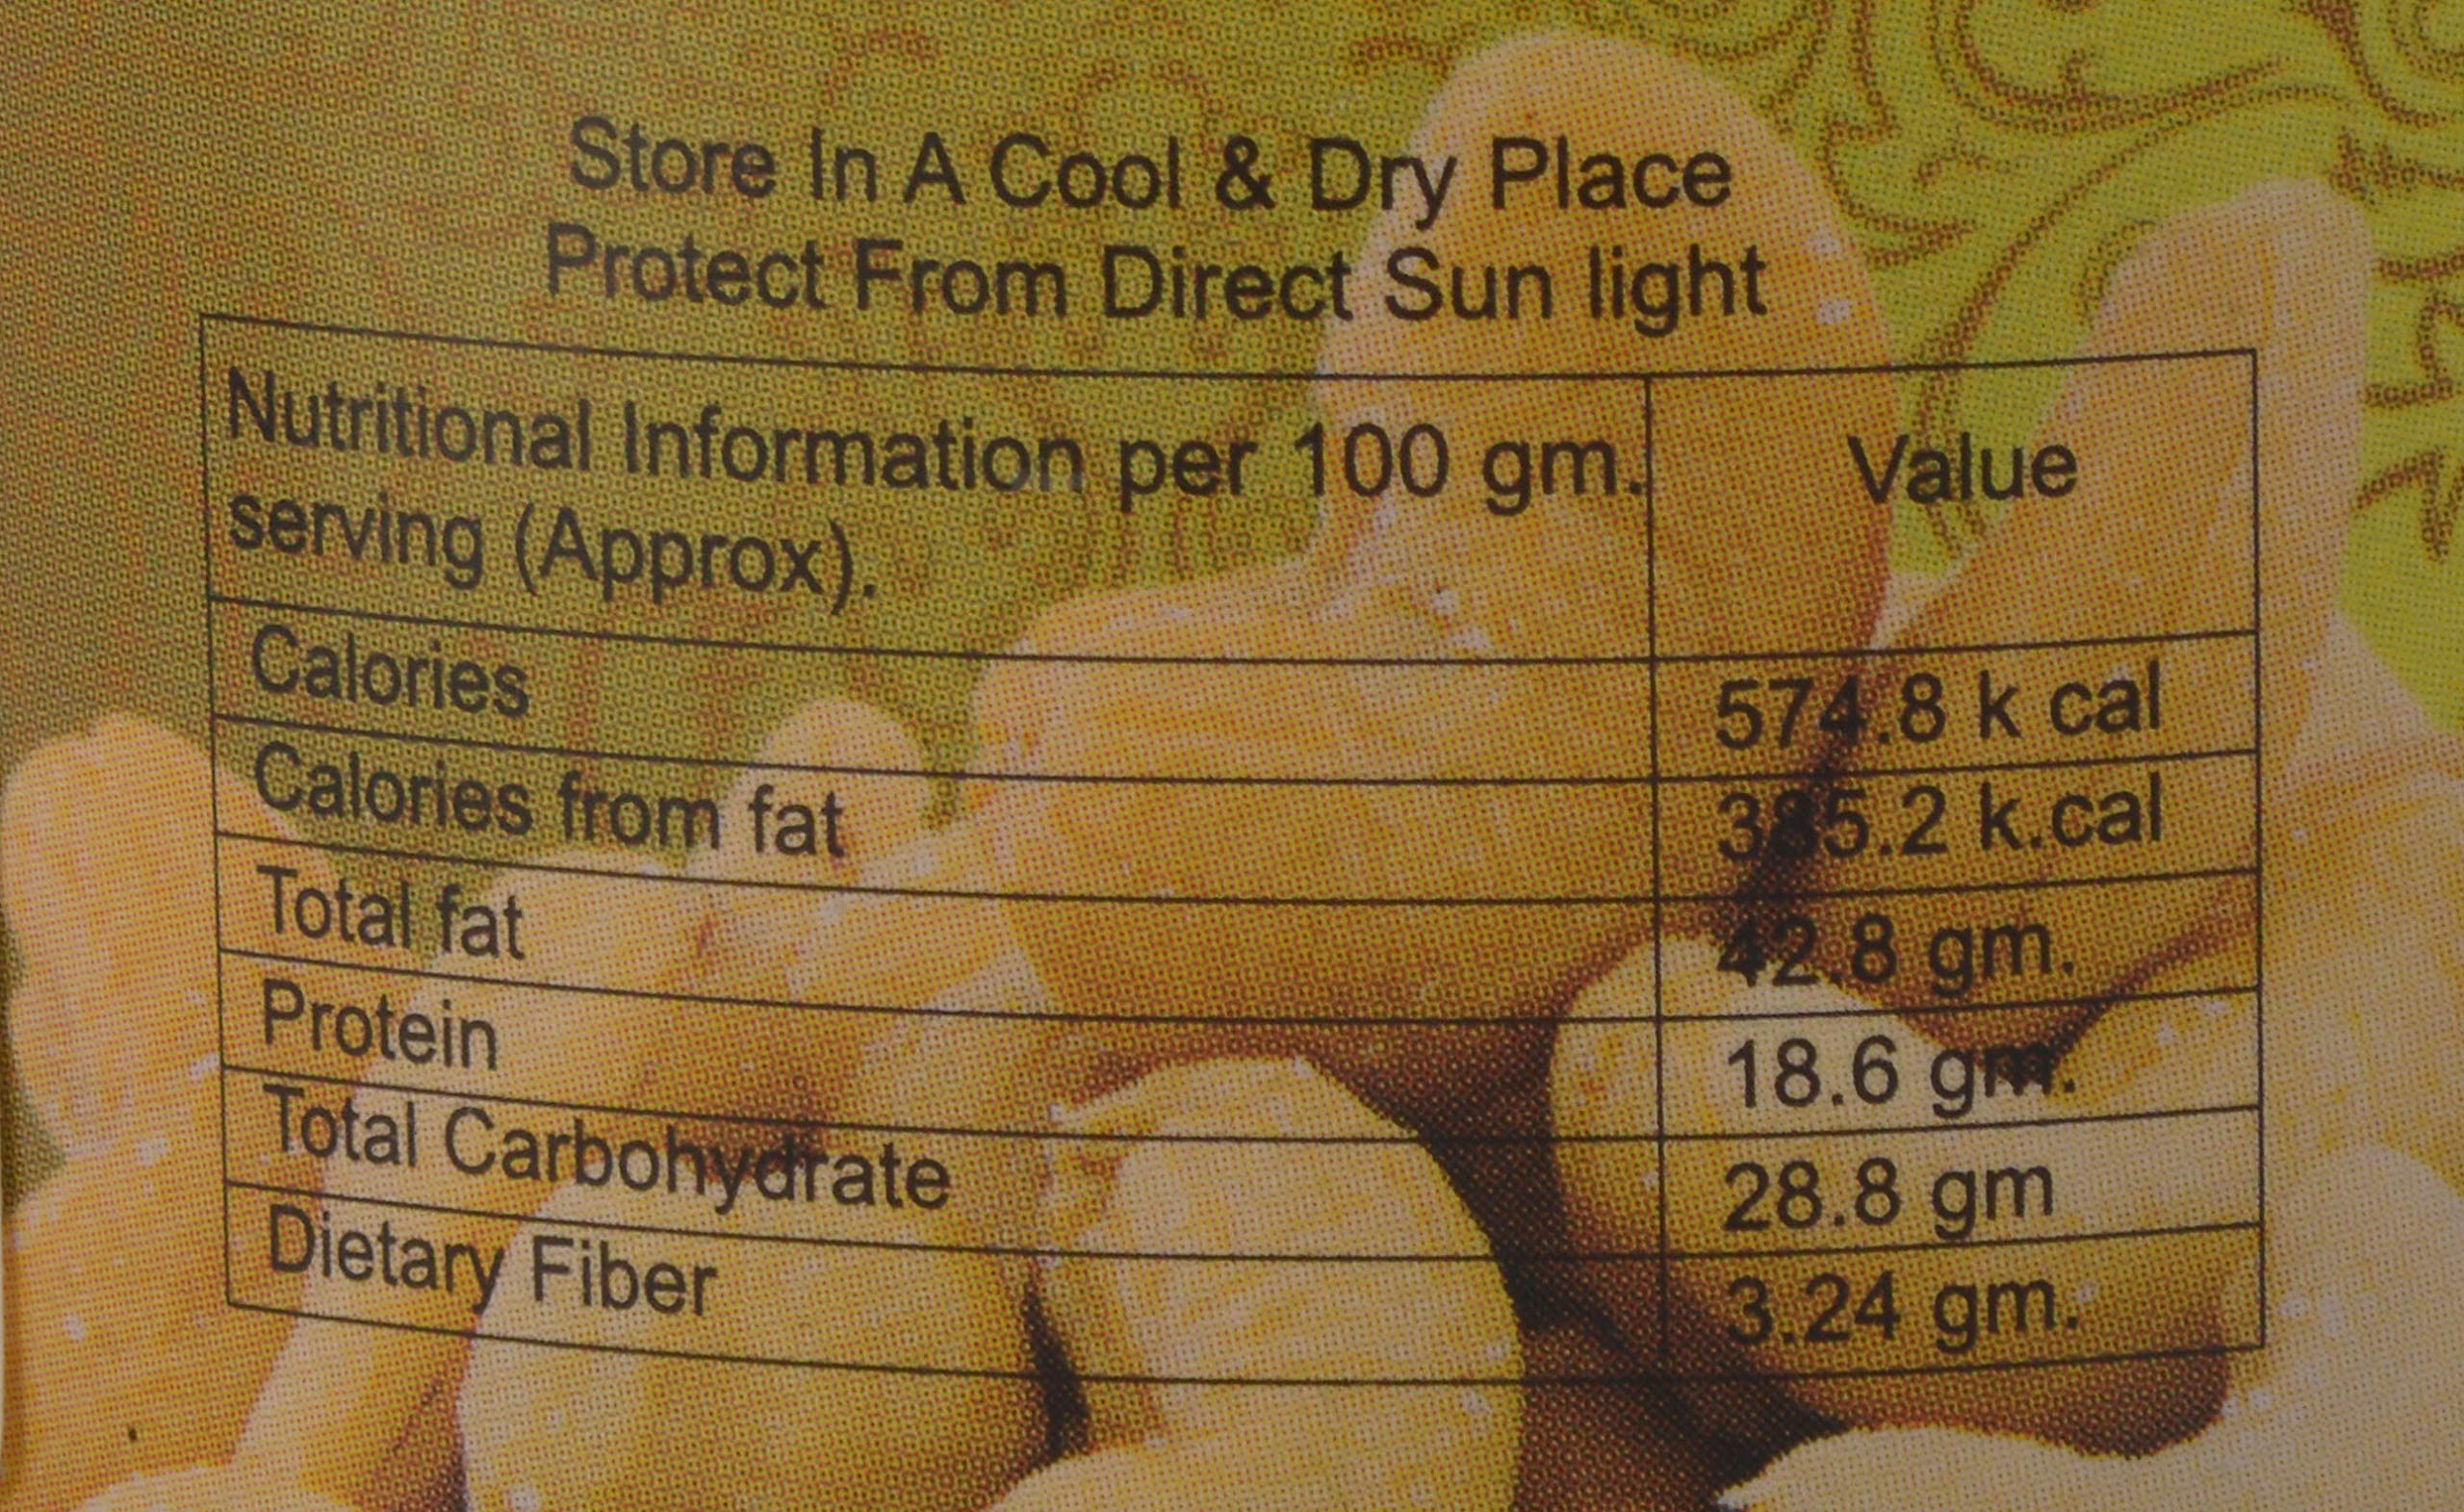 Store In A Cool & Dry Place
Protect From Direct Sun light
Nutritional Information per 100 gm. Value
serving (Approx).
Calories 574.8 k cal
Calories from fat 385.2 k.cal
Total fat 42.8 gm.
Protein 18.6 gm.
Total Carbohydrate 28.8 gm
Dietary Fiber 3.24 gm.